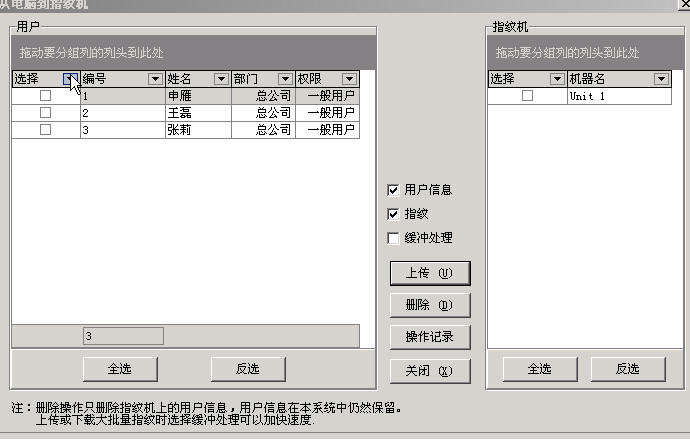 从电脑到指纹机
用户
拖动要分组列的列头到此处
选择 编号 姓名 部门 权限
1 申雁 总公司 一般用户
2 王磊 总公司 一般用户
3 张莉 总公司 一般用户
3
全选 反选
用户信息
指纹
缓冲处理
上传 (U)
删除 (D)
操作记录
关闭 (X)
指纹机
拖动要分组列的列头到此处
选择 机器名
Unit 1
全选 反选
注：删除操作只删除指纹机上的用户信息，用户信息在本系统中仍然保留。
上传或下载大批量指纹时选择缓冲处理可以加快速度.